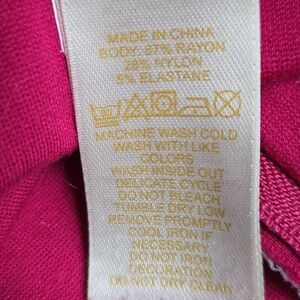 MADE IN CHINA
BODY: 67% RAYON
28% NYLON
5% ELASTANE
MACHINE WASH COLD
WASH WITH LIKE
COLORS
WASH INSIDE OUT
DELICATE CYCLE
DO NOT BLEACH
TUMBLE DRY LOW
REMOVE PROMPTLY
COOL IRON IF
NECESSARY
DO NOT IRON
DECORATION
DO NOT DRY CLEAN